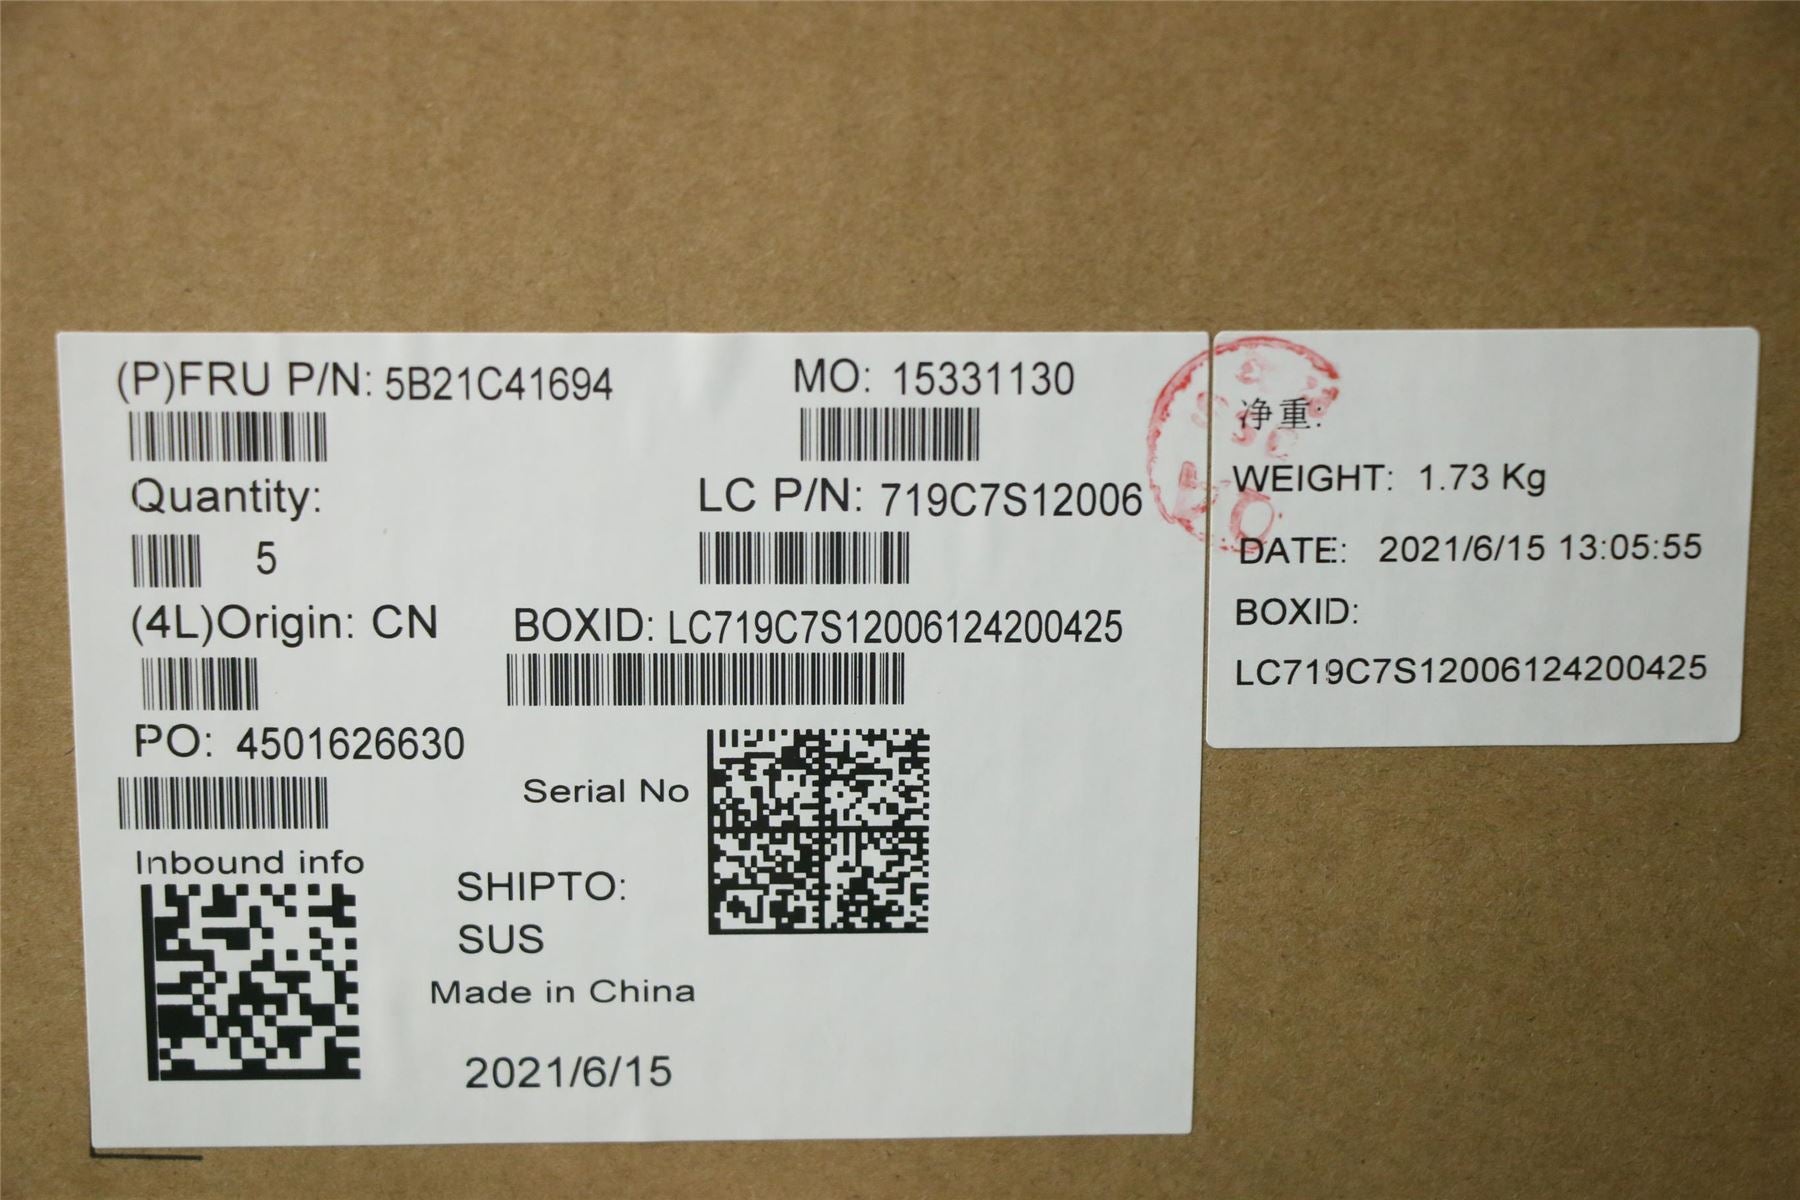 (P)FRU P/N: 5B21C41694
MO: 15331130
Quantity:
5
LC P/N: 719C7S12006
(4L)Origin: CN
BOXID: LC719C7S12006124200425
PO: 4501626630
Serial No
Inbound info
SHIPTO:
SUS
Made in China
2021/6/15
净重:
WEIGHT: 1.73 Kg
DATE: 2021/6/15 13:05:55
BOXID:
LC719C7S12006124200425